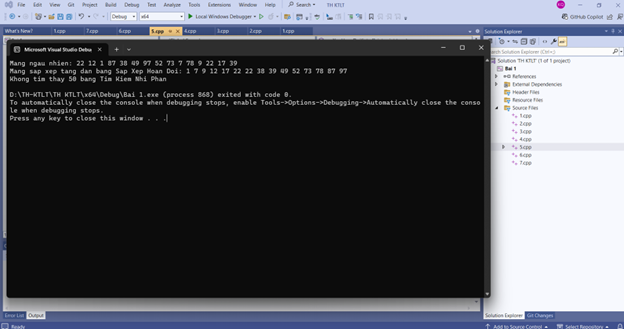 File Edit View Git Project Build Debug Test Analyze Tools Extensions Window Help Search TH KTLT
Debug x64 Local Windows Debugger GitHub Copilot
What's New? 1.cpp 7.cpp 6.cpp 5.cpp 4.cpp 3.cpp 2.cpp 1.cpp
Solution Explorer
Microsoft Visual Studio Debu
Mang ngau nhien: 22 12 1 87 38 49 97 52 73 7 78 9 22 17 39
Mang sap xep tang dan bang Sap Xep Hoan Doi: 1 7 9 12 17 22 22 38 39 49 52 73 78 87 97
Khong tim thay 50 bang Tim Kiem Nhi Phan
D:\TH-KTLT\TH KTLT\x64\Debug\Bai 1.exe (process 868) exited with code 0.
To automatically close the console when debugging stops, enable Tools->Options->Debugging->Automatically close the conso
le when debugging stops.
Press any key to close this window . . .
Search Solution Explorer (Ctrl+
Solution 'TH KTLT' (1 of 1 project)
Bai 1
References
External Dependencies
Header Files
Resource Files
Source Files
1.cpp
2.cpp
3.cpp
4.cpp
5.cpp
6.cpp
7.cpp
Error List Output
Solution Explorer Git Changes
Ready
Add to Source Control Select Repository